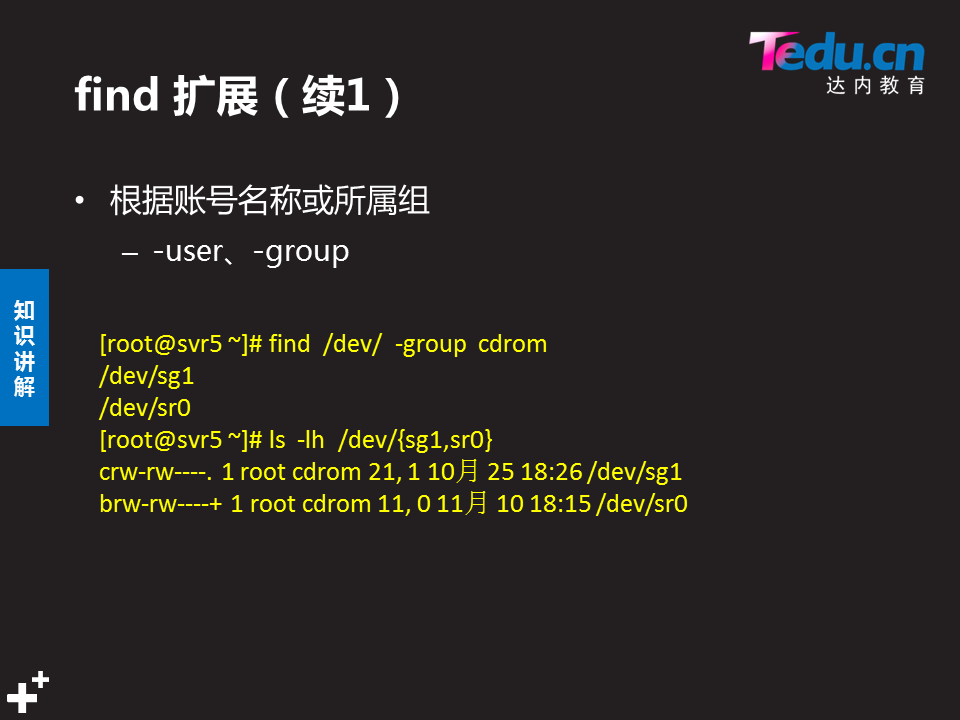 Tedu.cn
达内教育
find 扩展（续1）
• 根据账号名称或所属组
– -user、-group
知识讲解
[root@svr5 ~]# find /dev/ -group cdrom
/dev/sg1
/dev/sr0
[root@svr5 ~]# ls -lh /dev/{sg1,sr0}
crw-rw----. 1 root cdrom 21, 1 10月 25 18:26 /dev/sg1
brw-rw----+ 1 root cdrom 11, 0 11月 10 18:15 /dev/sr0